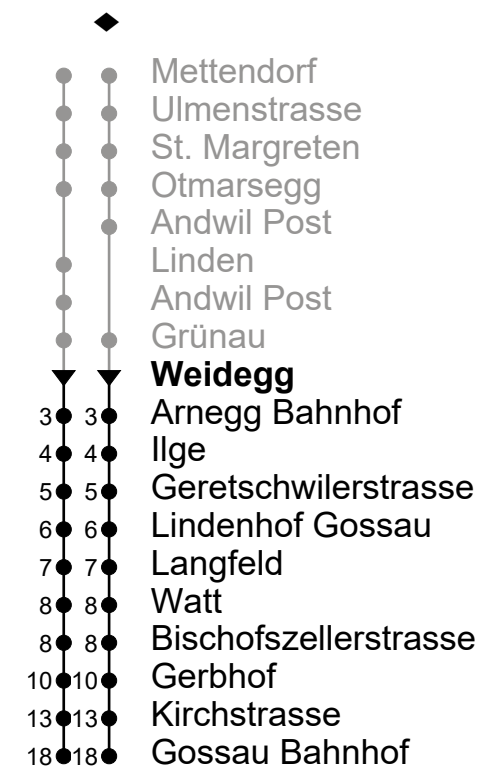 Mettendorf
Ulmenstrasse
St. Margreten
Otmarsegg
Andwil Post
Linden
Andwil Post
Grünau
Weidegg
3 3 Arnegg Bahnhof
4 4 Ilge
5 5 Geretschwilerstrasse
6 6 Lindenhof Gossau
7 7 Langfeld
8 8 Watt
8 8 Bischofszellerstrasse
10 10 Gerbhof
13 13 Kirchstrasse
18 18 Gossau Bahnhof